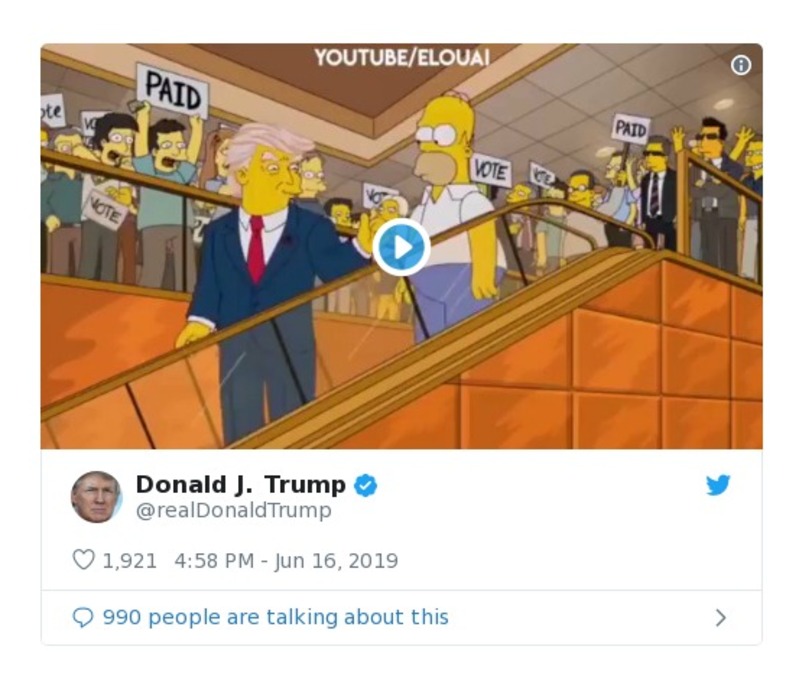 YOUTUBE/ELOUAI
PAID
PAID
VOTE
VOTE
VOTE
Donald J. Trump
@realDonaldTrump
1,921 4:58 PM - Jun 16, 2019
990 people are talking about this